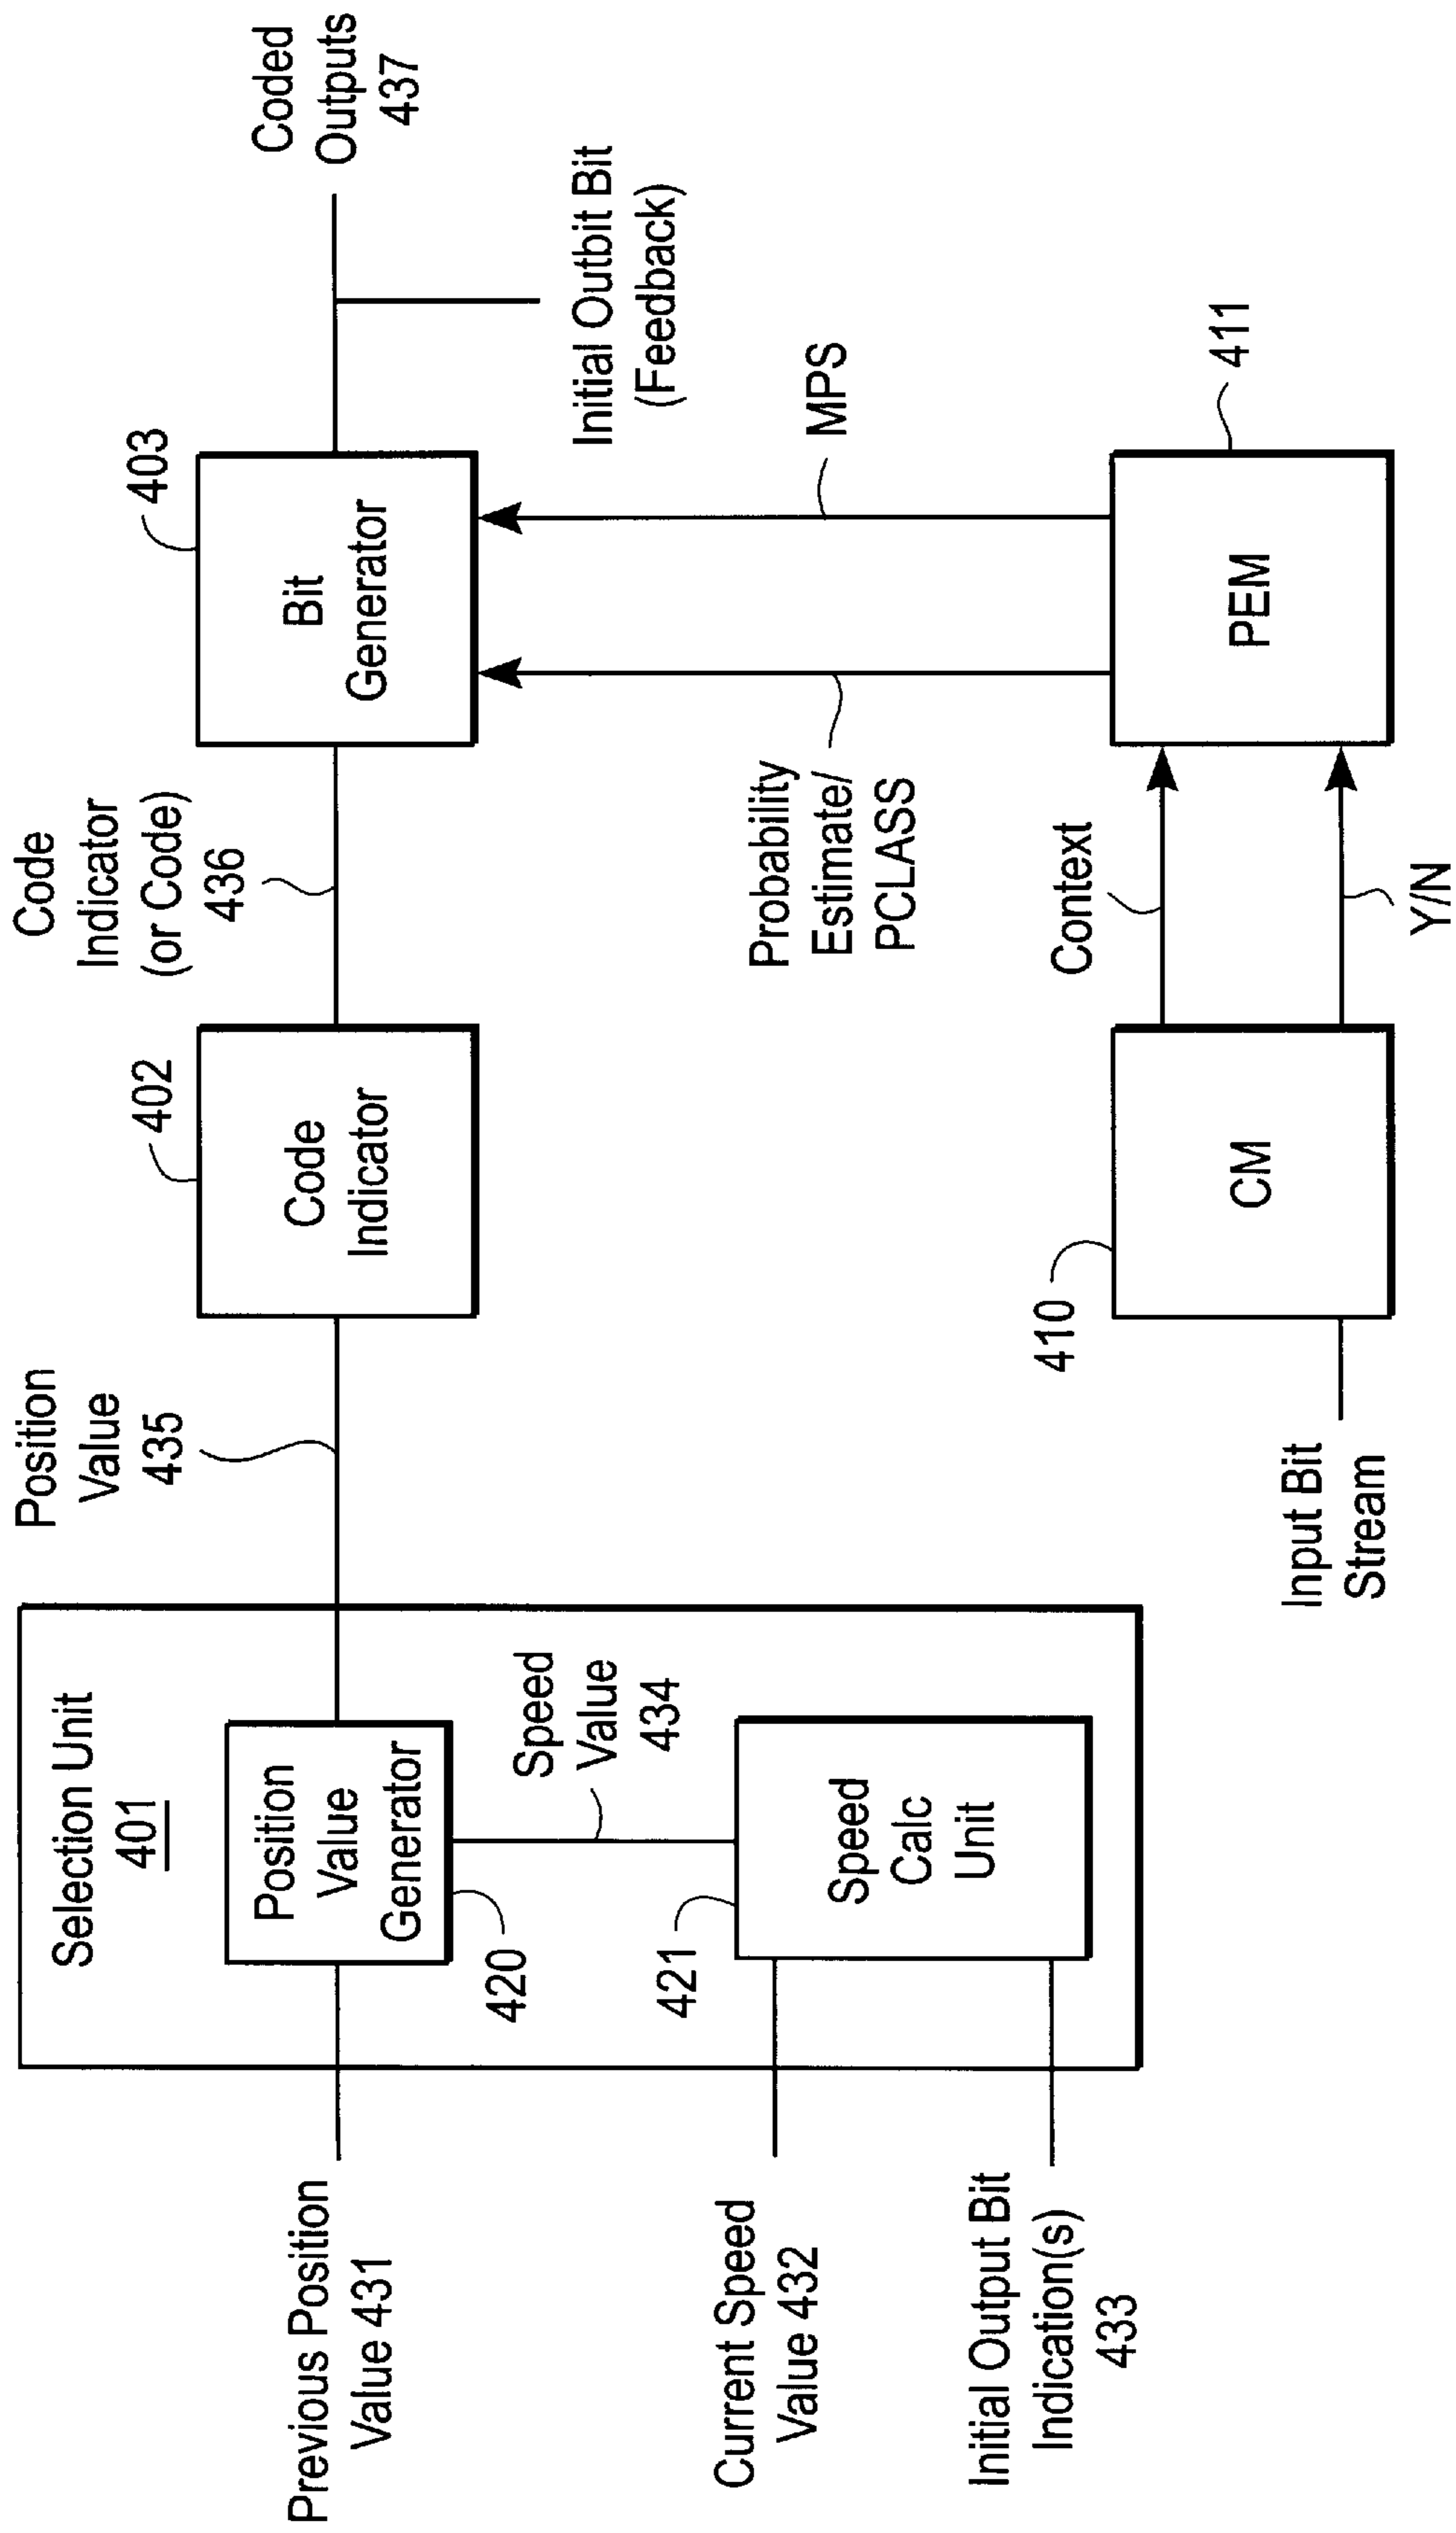 Selection Unit
401
Previous Position
Value 431
Position
Value
Generator
420
Position
Value
435
402
Code
Indicator
Code
Indicator
(or Code)
436
403
Bit
Generator
Coded
Outputs
437
Initial Outbit Bit
(Feedback)
Speed
Value
434
Current Speed
Value 432
Initial Output Bit
Indication(s)
433
421
Speed
Calc
Unit
Probability
Estimate/
PCLASS
MPS
Input Bit
Stream
410
CM
Context
Y/N
PEM
411